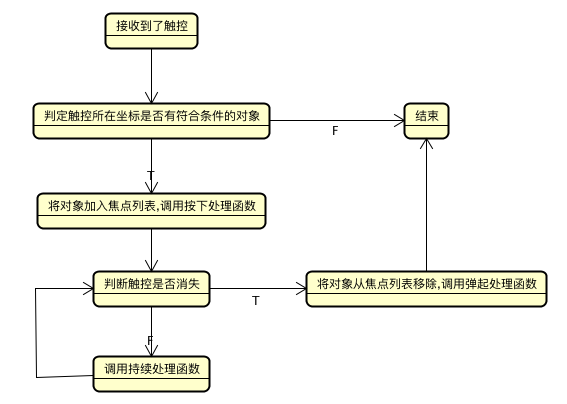 接收到了触控
判定触控所在坐标是否有符合条件的对象
结束
F
T
将对象加入焦点列表,调用按下处理函数
判断触控是否消失
将对象从焦点列表移除,调用弹起处理函数
T
F
调用持续处理函数